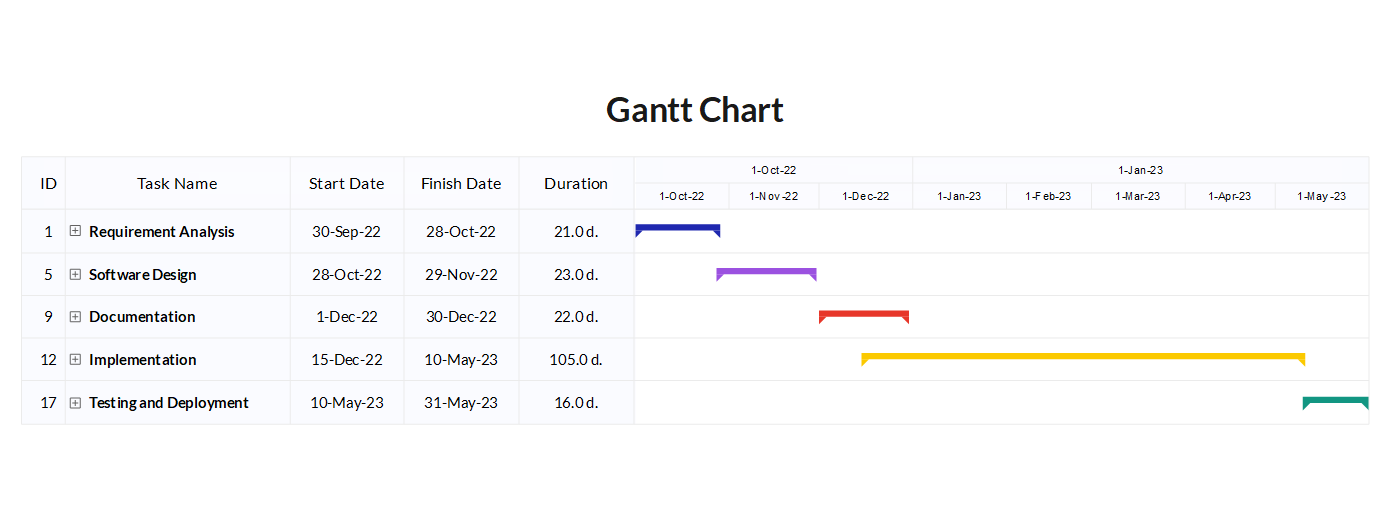 Gantt Chart
ID Task Name Start Date Finish Date Duration 1-Oct-22 1-Jan-23
1-Oct-22 1-Nov-22 1-Dec-22 1-Jan-23 1-Feb-23 1-Mar-23 1-Apr-23 1-May-23
1 Requirement Analysis 30-Sep-22 28-Oct-22 21.0 d.
5 Software Design 28-Oct-22 29-Nov-22 23.0 d.
9 Documentation 1-Dec-22 30-Dec-22 22.0 d.
12 Implementation 15-Dec-22 10-May-23 105.0 d.
17 Testing and Deployment 10-May-23 31-May-23 16.0 d.